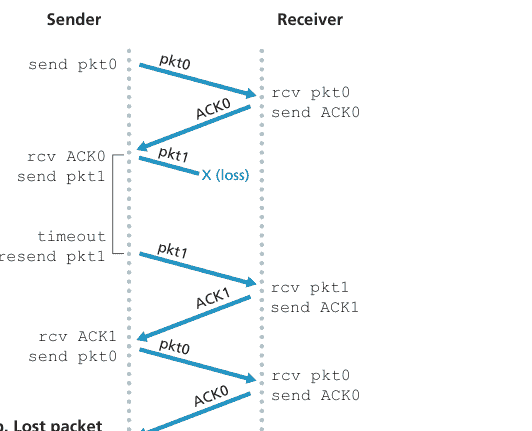 Sender
Receiver
send pkt0
pkt0
rcv pkt0
send ACK0
ACK0
rcv ACK0
send pkt1
pkt1
X (loss)
timeout
resend pkt1
pkt1
rcv pkt1
send ACK1
ACK1
rcv ACK1
send pkt0
pkt0
rcv pkt0
send ACK0
ACK0
b. Lost packet